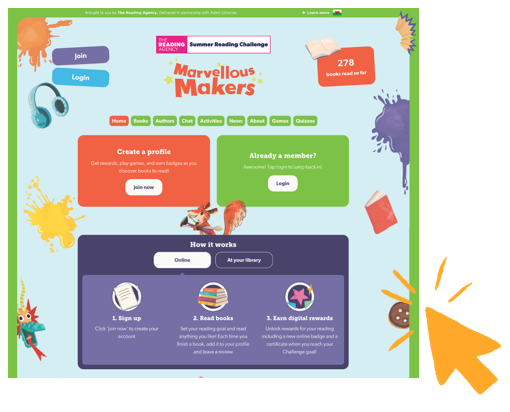 Brought to you by The Reading Agency. Delivered in partnership with Public Libraries.
Learn more
Join
Login
THE READING AGENCY
Summer Reading Challenge
Marvellous Makers
278
books read so far
Home Books Authors Chat Activities News About Games Quizzes
Create a profile
Get rewards, play games, and earn badges as you
discover books to read!
Join now
Already a member?
Awesome! Tap login to jump back in!
Login
How it works
Online
At your library
1. Sign up
Click 'Join now' to create your
account
2. Read books
Set your reading goal and read
anything you like! Each time you
finish a book, add it to your profile
and leave a review
3. Earn digital rewards
Unlock rewards for your reading
including a new online badge and a
certificate when you reach your
Challenge goal!